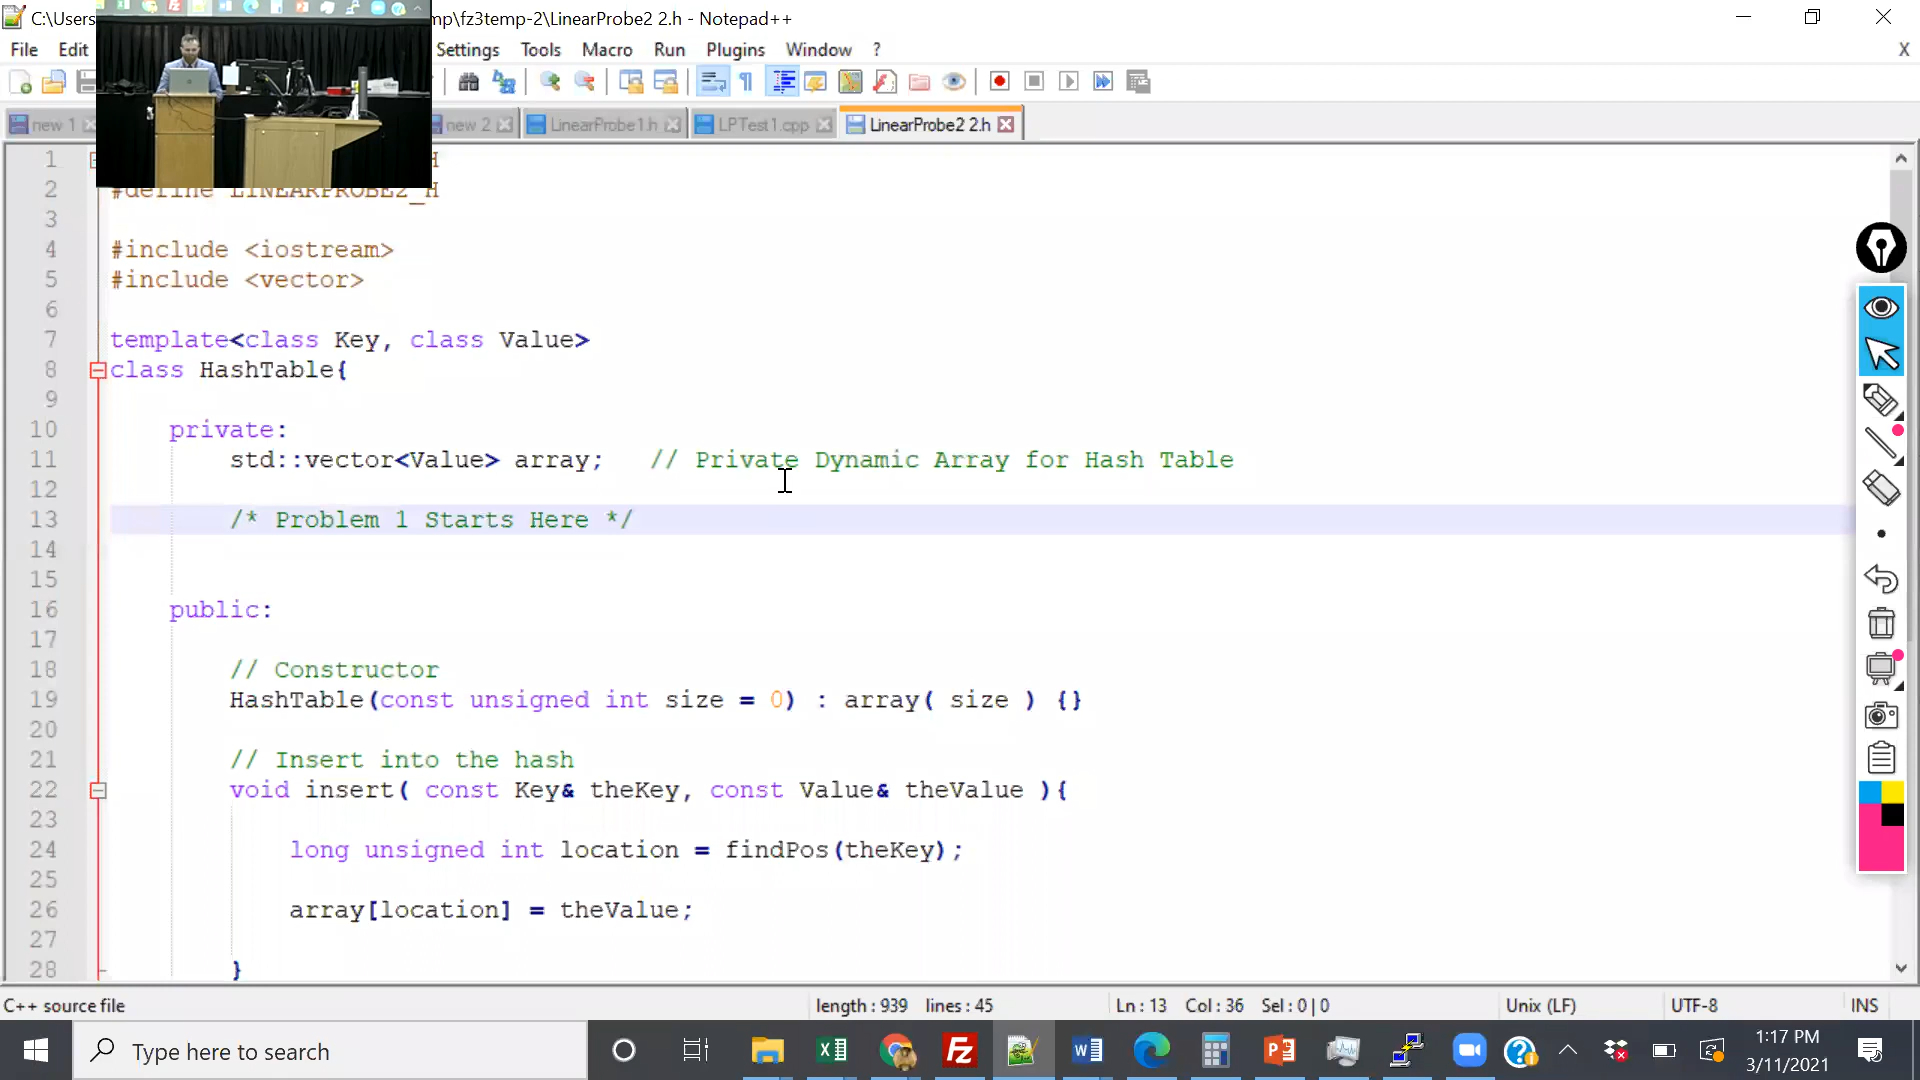 C:\Users
mp\fz3temp-2\LinearProbe2 2.h - Notepad++
File Edit Settings Tools Macro Run Plugins Window ? X
new 1 new 2 LinearProbe1.h LPTest1.cpp LinearProbe2 2.h
1 H
2 #define LINEARPROBE2_H
3
4 #include <iostream>
5 #include <vector>
6
7 template<class Key, class Value>
8 class HashTable{
9
10 private:
11 std::vector<Value> array; // Private Dynamic Array for Hash Table
12
13 /* Problem 1 Starts Here */
14
15
16 public:
17
18 // Constructor
19 HashTable(const unsigned int size = 0) : array( size ) {}
20
21 // Insert into the hash
22 void insert( const Key& theKey, const Value& theValue ){
23
24 long unsigned int location = findPos(theKey);
25
26 array[location] = theValue;
27
28 }
C++ source file length : 939 lines : 45 Ln : 13 Col : 36 Sel : 0 | 0 Unix (LF) UTF-8 INS
Type here to search
1:17 PM
3/11/2021